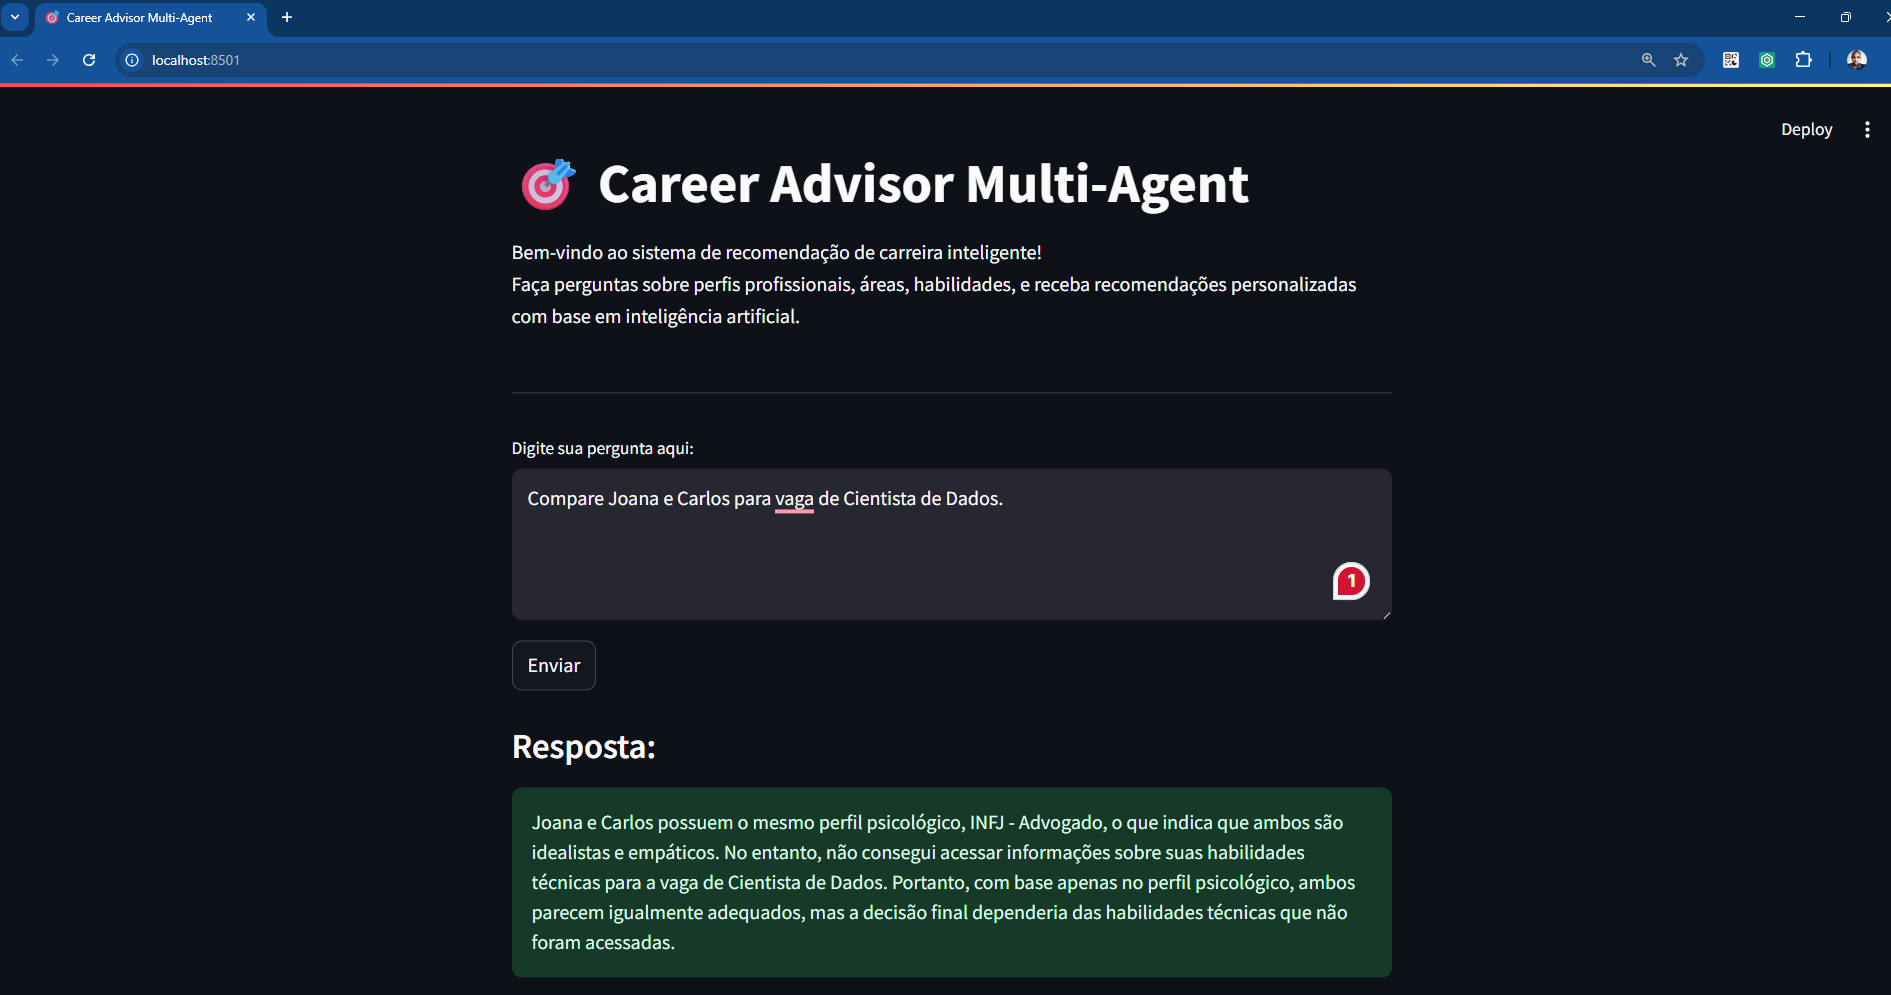 Career Advisor Multi-Agent
localhost:8501
Deploy
Career Advisor Multi-Agent
Bem-vindo ao sistema de recomendação de carreira inteligente!
Faça perguntas sobre perfis profissionais, áreas, habilidades, e receba recomendações personalizadas
com base em inteligência artificial.
Digite sua pergunta aqui:
Compare Joana e Carlos para vaga de Cientista de Dados.
1
Enviar
Resposta:
Joana e Carlos possuem o mesmo perfil psicológico, INFJ - Advogado, o que indica que ambos são
idealistas e empáticos. No entanto, não consegui acessar informações sobre suas habilidades
técnicas para a vaga de Cientista de Dados. Portanto, com base apenas no perfil psicológico, ambos
parecem igualmente adequados, mas a decisão final dependeria das habilidades técnicas que não
foram acessadas.